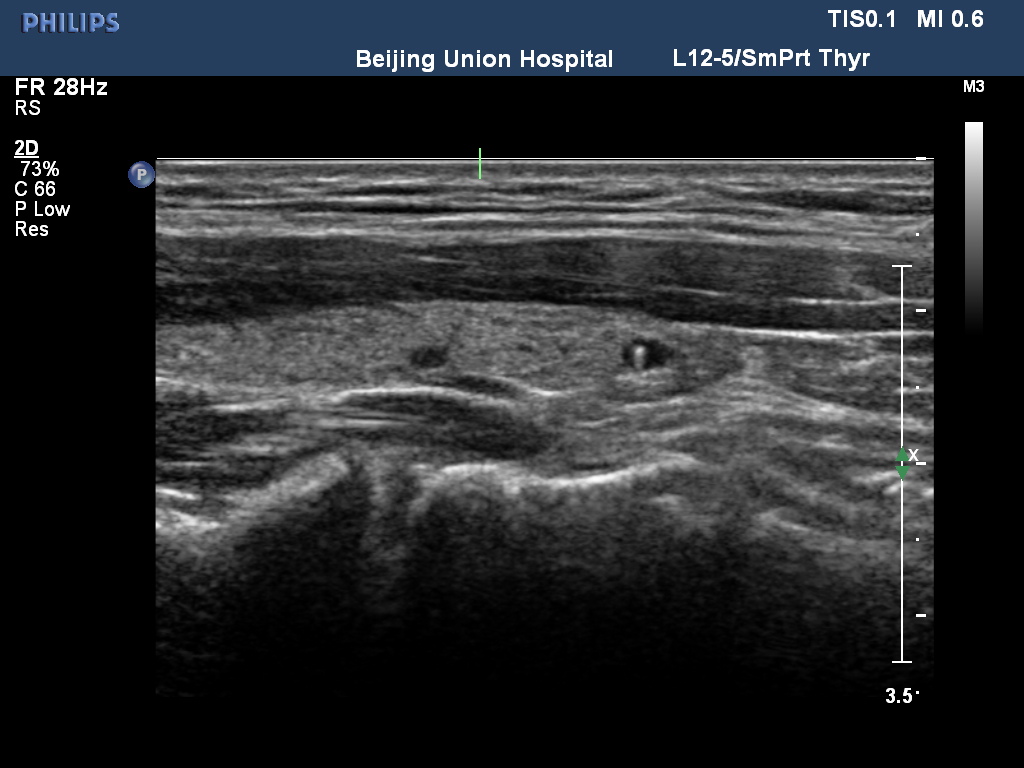 PHILIPS
TIS0.1 MI 0.6
Beijing Union Hospital L12-5/SmPrt Thyr
FR 28Hz
RS
M3
2D
73%
C 66
P Low
Res
P
X
3.5